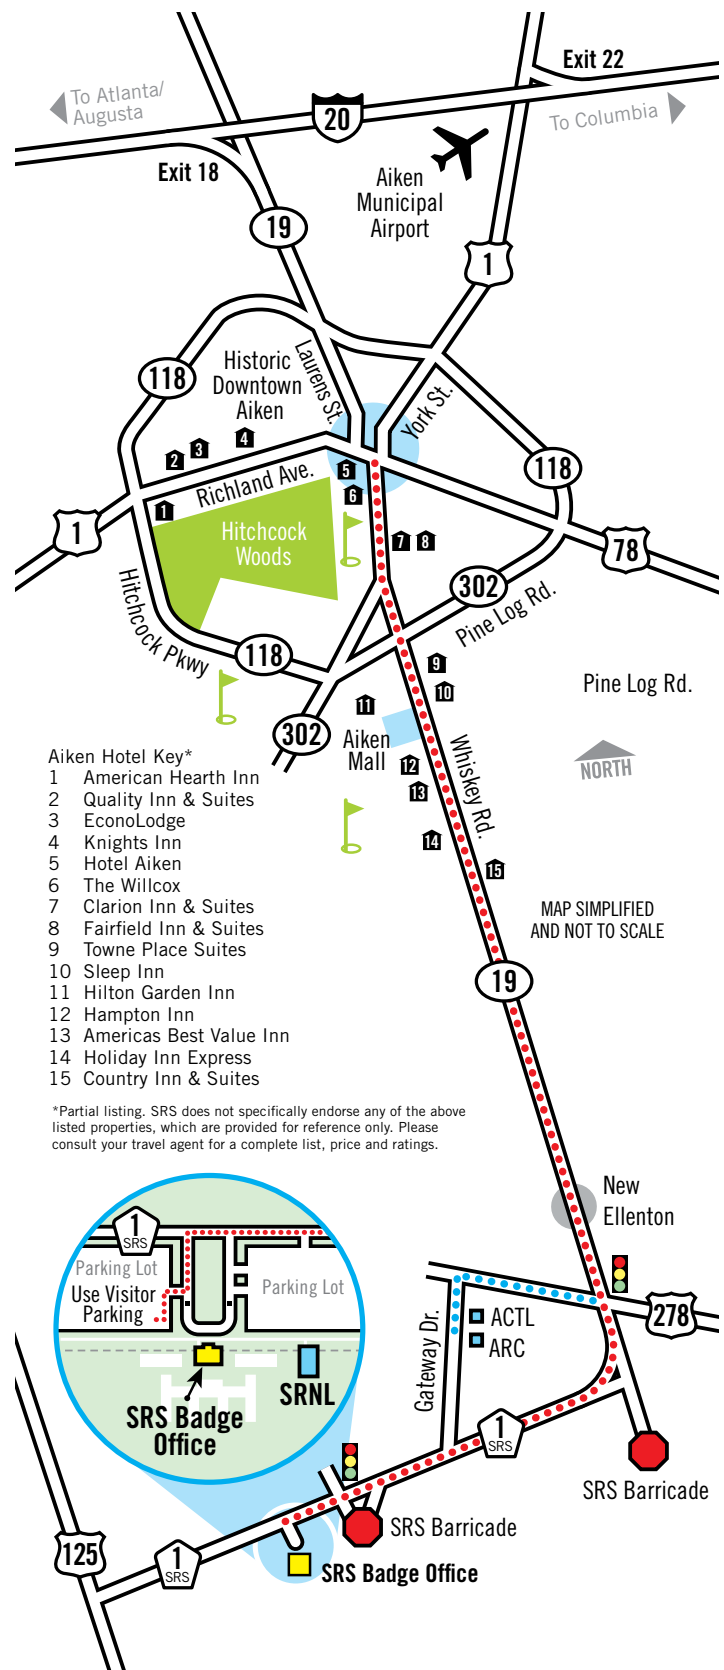 Exit 22
To Atlanta/
Augusta
20
To Columbia
Exit 18
Aiken
Municipal
Airport
19
1
118
Historic
Downtown
Aiken
Laurens St.
York St.
118
2
3
4
5
6
1
Richland Ave.
1
Hitchcock
Woods
7
8
78
302
Pine Log Rd.
Hitchcock Pkwy
118
9
10
11
302
Pine Log Rd.
Aiken
Mall
Whiskey Rd.
NORTH
12
13
14
15
Aiken Hotel Key*
1 American Hearth Inn
2 Quality Inn & Suites
3 EconoLodge
4 Knights Inn
5 Hotel Aiken
6 The Willcox
7 Clarion Inn & Suites
8 Fairfield Inn & Suites
9 Towne Place Suites
10 Sleep Inn
11 Hilton Garden Inn
12 Hampton Inn
13 Americas Best Value Inn
14 Holiday Inn Express
15 Country Inn & Suites
MAP SIMPLIFIED
AND NOT TO SCALE
19
*Partial listing. SRS does not specifically endorse any of the above
listed properties, which are provided for reference only. Please
consult your travel agent for a complete list, price and ratings.
New
Ellenton
1
SRS
Parking Lot
Use Visitor
Parking
Parking Lot
SRS Badge
Office
SRNL
278
Gateway Dr.
ACTL
ARC
1
SRS
SRS Barricade
SRS Barricade
125
1
SRS
SRS Badge Office